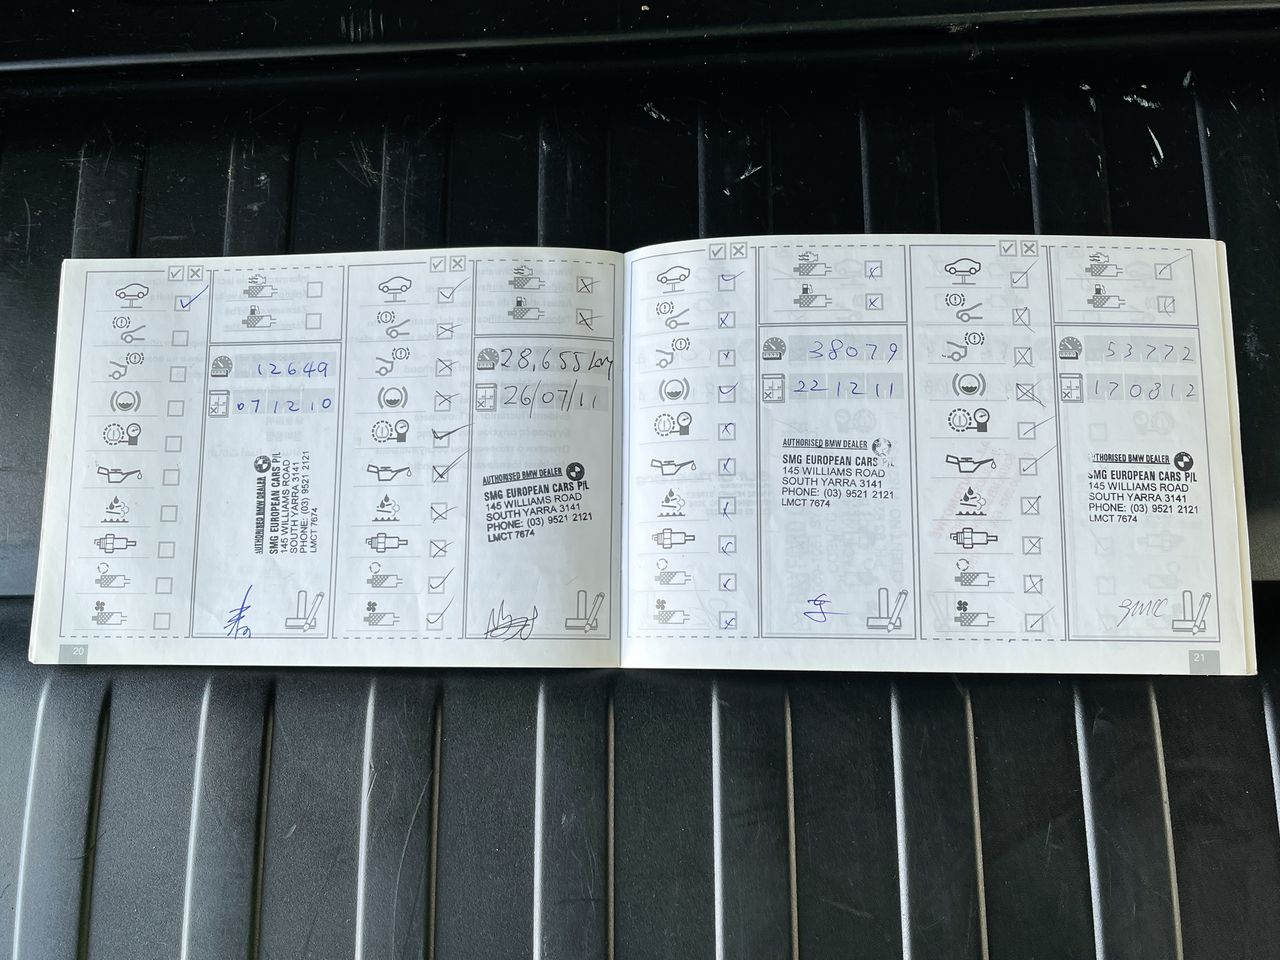 12649
071210
AUTHORISED BMW DEALER
SMG EUROPEAN CARS P/L
145 WILLIAMS ROAD
SOUTH YARRA 3141
PHONE: (03) 9521 2121
LMCT 7674
28,655km
26/07/11
AUTHORISED BMW DEALER
SMG EUROPEAN CARS P/L
145 WILLIAMS ROAD
SOUTH YARRA 3141
PHONE: (03) 9521 2121
LMCT 7674
20
38079
221211
AUTHORISED BMW DEALER
SMG EUROPEAN CARS P/L
145 WILLIAMS ROAD
SOUTH YARRA 3141
PHONE: (03) 9521 2121
LMCT 7674
53772
170812
AUTHORISED BMW DEALER
SMG EUROPEAN CARS P/L
145 WILLIAMS ROAD
SOUTH YARRA 3141
PHONE: (03) 9521 2121
LMCT 7674
21